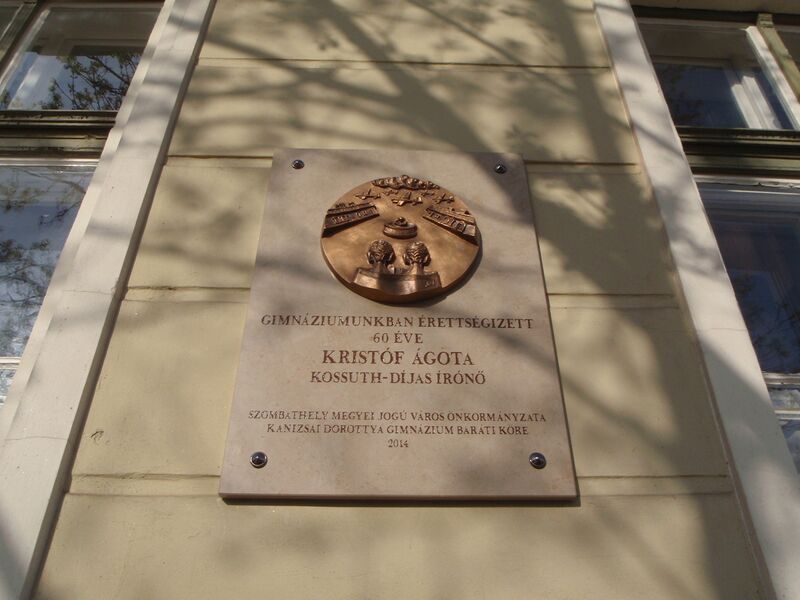 GIMNÁZIUMUNKBAN ÉRETTSÉGIZETT
60 ÉVE
KRISTÓF ÁGOTA
KOSSUTH-DÍJAS ÍRÓNŐ
SZOMBATHELY MEGYEI JOGÚ VÁROS ÖNKORMÁNYZATA
KANIZSAI DOROTTYA GIMNÁZIUM BARÁTI KÖRE
2014